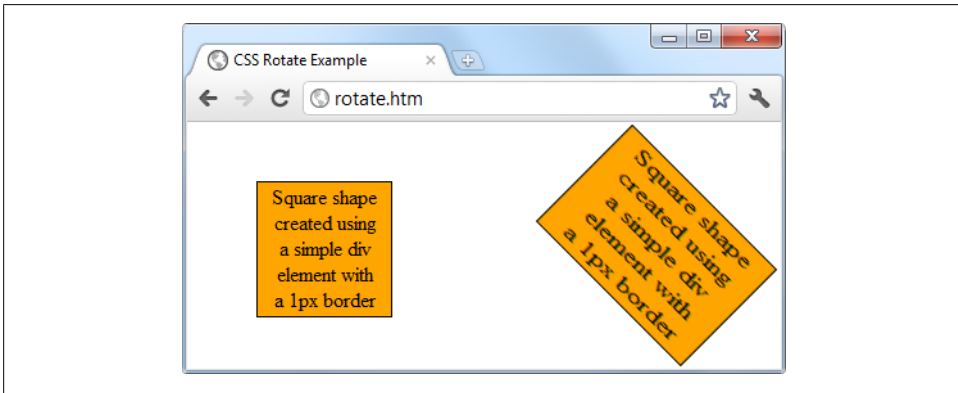 CSS Rotate Example
rotate.htm
Square shape
created using
a simple div
element with
a 1px border
Square shape
created using
a simple div
element with
a 1px border